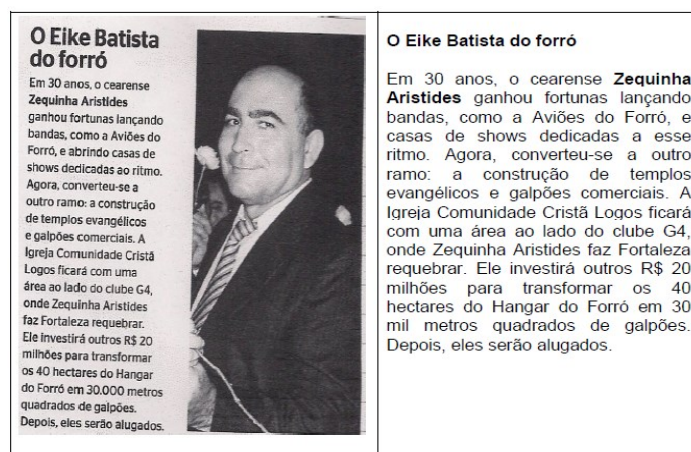 O Eike Batista
do forró
Em 30 anos, o cearense
Zequinha Aristides
ganhou fortunas lançando
bandas, como a Aviões do
Forró, e abrindo casas de
shows dedicadas ao ritmo.
Agora, converteu-se a
outro ramo: a construção
de templos evangélicos
e galpões comerciais. A
Igreja Comunidade Cristã
Logos ficará com uma
área ao lado do clube G4,
onde Zequinha Aristides
faz Fortaleza requebrar.
Ele investirá outros R$ 20
milhões para transformar
os 40 hectares do Hangar
do Forró em 30.000 metros
quadrados de galpões.
Depois, eles serão alugados.
O Eike Batista do forró
Em 30 anos, o cearense Zequinha
Aristides ganhou fortunas lançando
bandas, como a Aviões do Forró, e
casas de shows dedicadas a esse
ritmo. Agora, converteu-se a outro
ramo: a construção de templos
evangélicos e galpões comerciais. A
Igreja Comunidade Cristã Logos ficará
com uma área ao lado do clube G4,
onde Zequinha Aristides faz Fortaleza
requebrar. Ele investirá outros R$ 20
milhões para transformar os 40
hectares do Hangar do Forró em 30
mil metros quadrados de galpões.
Depois, eles serão alugados.